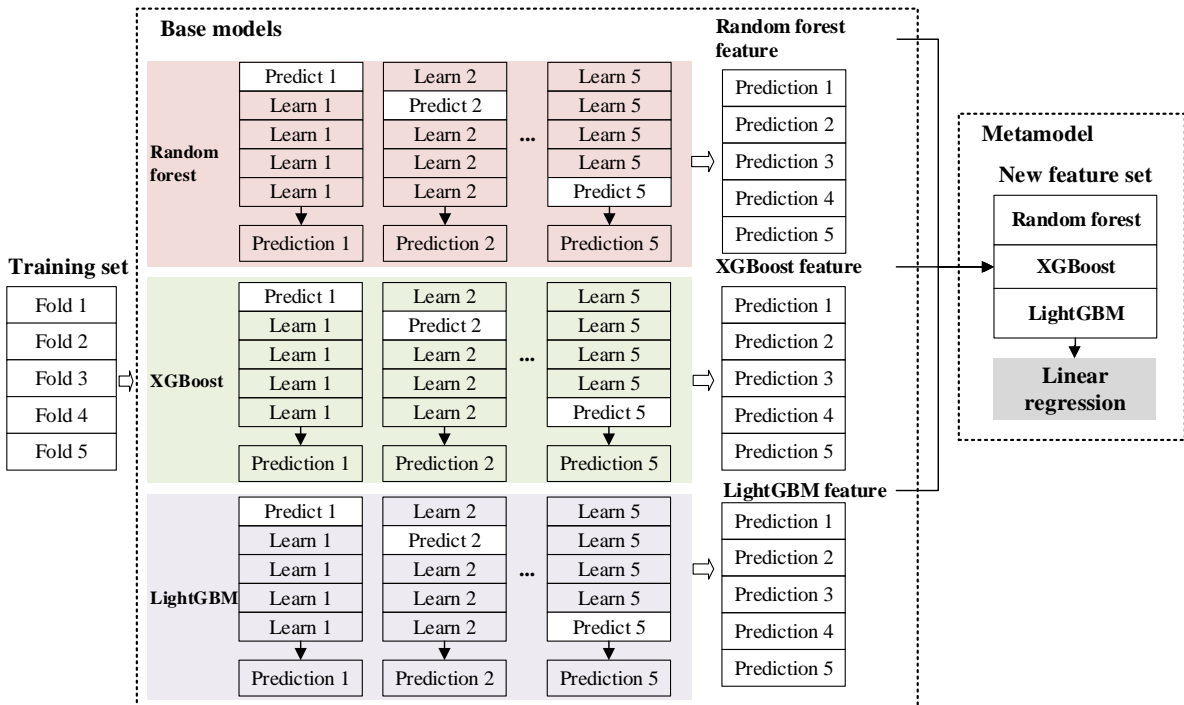 Training set
Fold 1
Fold 2
Fold 3
Fold 4
Fold 5
Base models
Random
forest
Predict 1
Learn 1
Learn 1
Learn 1
Learn 1
Prediction 1
Learn 2
Predict 2
Learn 2
Learn 2
Learn 2
Prediction 2
...
Learn 5
Learn 5
Learn 5
Learn 5
Predict 5
Prediction 5
Random forest
feature
Prediction 1
Prediction 2
Prediction 3
Prediction 4
Prediction 5
XGBoost
Predict 1
Learn 1
Learn 1
Learn 1
Learn 1
Prediction 1
Learn 2
Predict 2
Learn 2
Learn 2
Learn 2
Prediction 2
...
Learn 5
Learn 5
Learn 5
Learn 5
Predict 5
Prediction 5
XGBoost feature
Prediction 1
Prediction 2
Prediction 3
Prediction 4
Prediction 5
LightGBM
Predict 1
Learn 1
Learn 1
Learn 1
Learn 1
Prediction 1
Learn 2
Predict 2
Learn 2
Learn 2
Learn 2
Prediction 2
...
Learn 5
Learn 5
Learn 5
Learn 5
Predict 5
Prediction 5
LightGBM feature
Prediction 1
Prediction 2
Prediction 3
Prediction 4
Prediction 5
Metamodel
New feature set
Random forest
XGBoost
LightGBM
Linear
regression